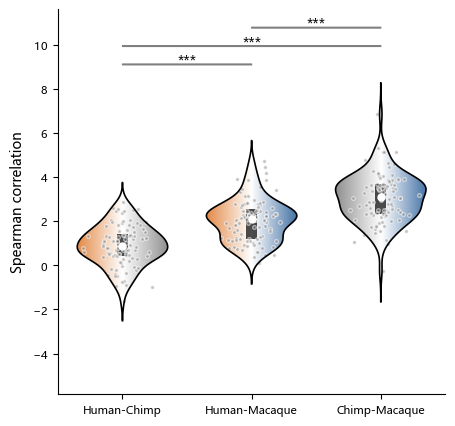 ***
***
***
10
8
6
4
2
0
−2
−4
Spearman correlation
Human-Chimp
Human-Macaque
Chimp-Macaque